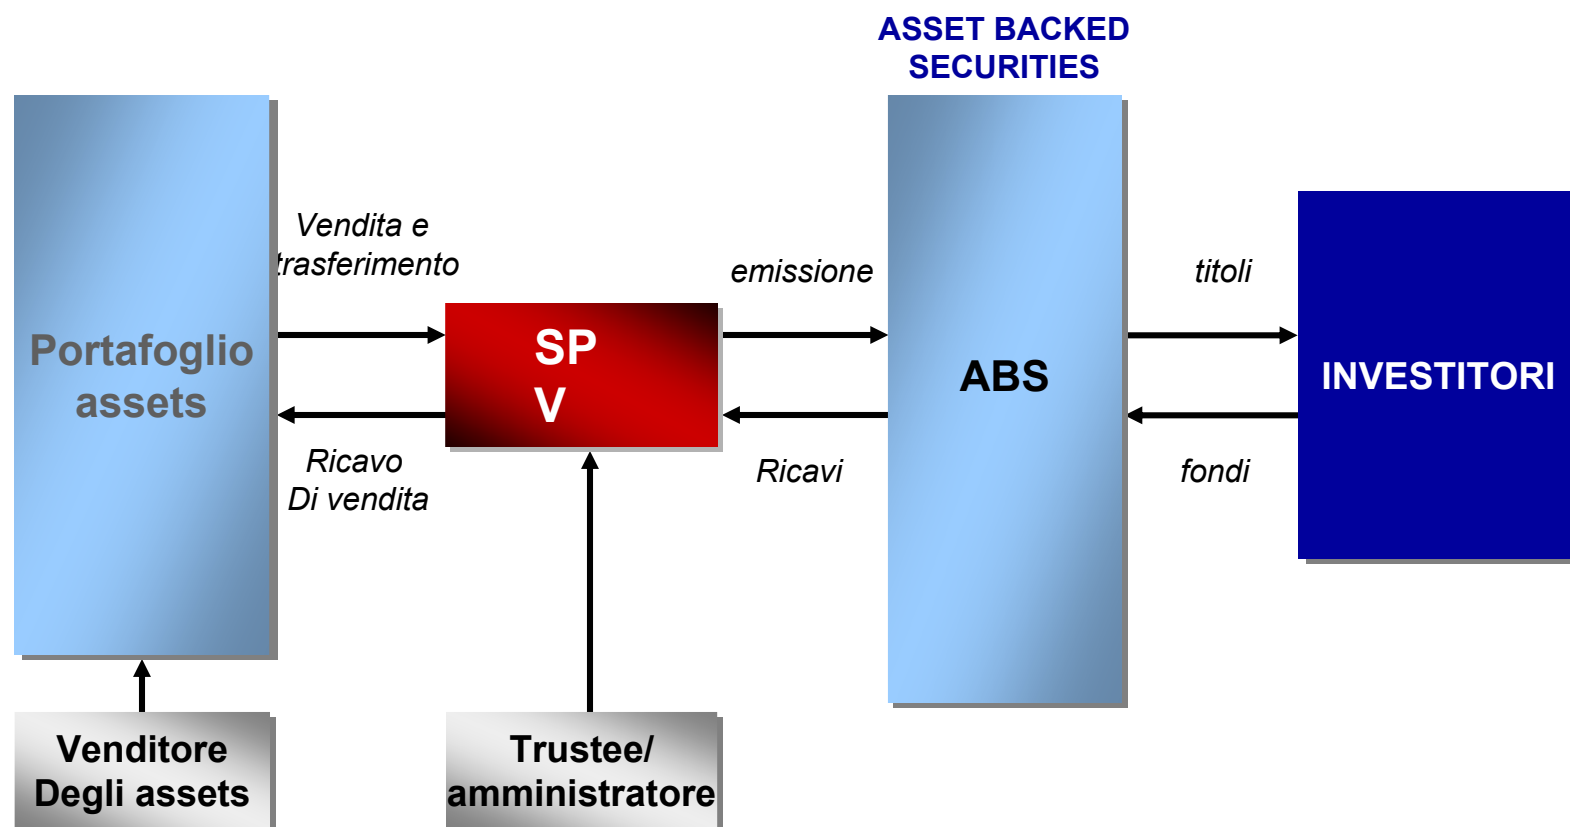 ASSET BACKED
SECURITIES
Vendita e
trasferimento
emissione
titoli
Portafoglio
assets
SP
V
ABS
INVESTITORI
Ricavo
Di vendita
Ricavi
fondi
Venditore
Degli assets
Trustee/
amministratore